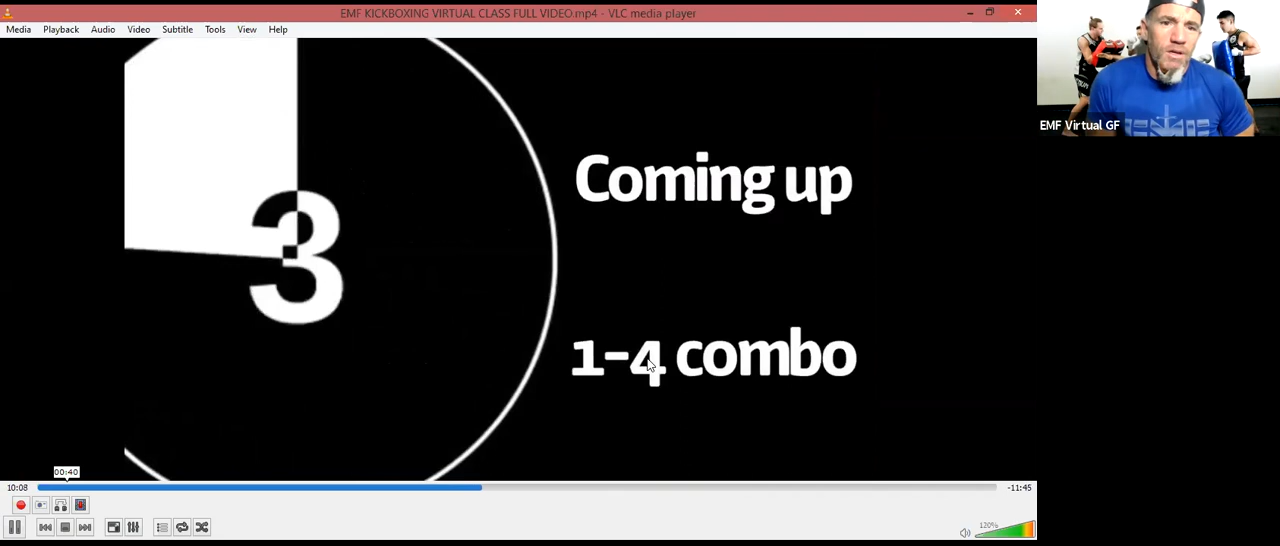 EMF KICKBOXING VIRTUAL CLASS FULL VIDEO.mp4 - VLC media player
Media Playback Audio Video Subtitle Tools View Help
EMF Virtual GF
3
Coming up
1-4 combo
00:40
10:08
-11:45
120%